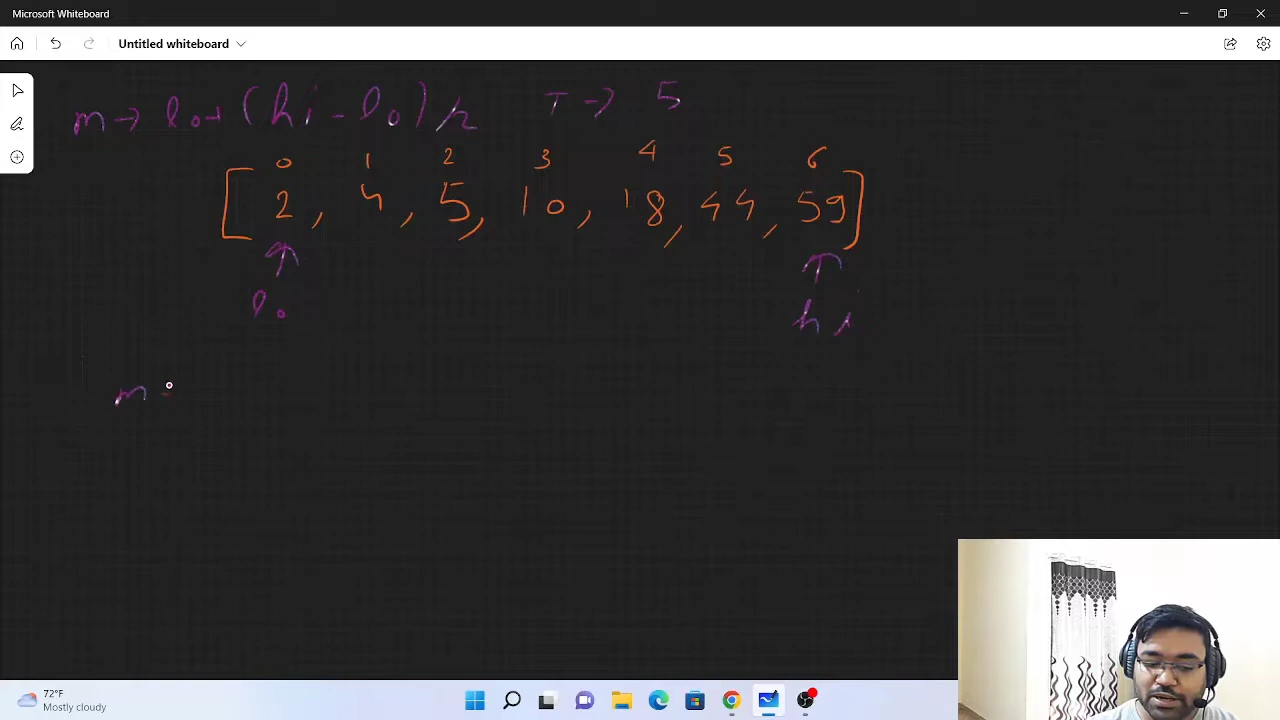 Microsoft Whiteboard
Untitled whiteboard
m → lo + (hi - lo)/2 T → 5
0 1 2 3 4 5 6
[2, 4, 5, 10, 18, 44, 59]
lo hi
m
72°F
Mostly cloudy